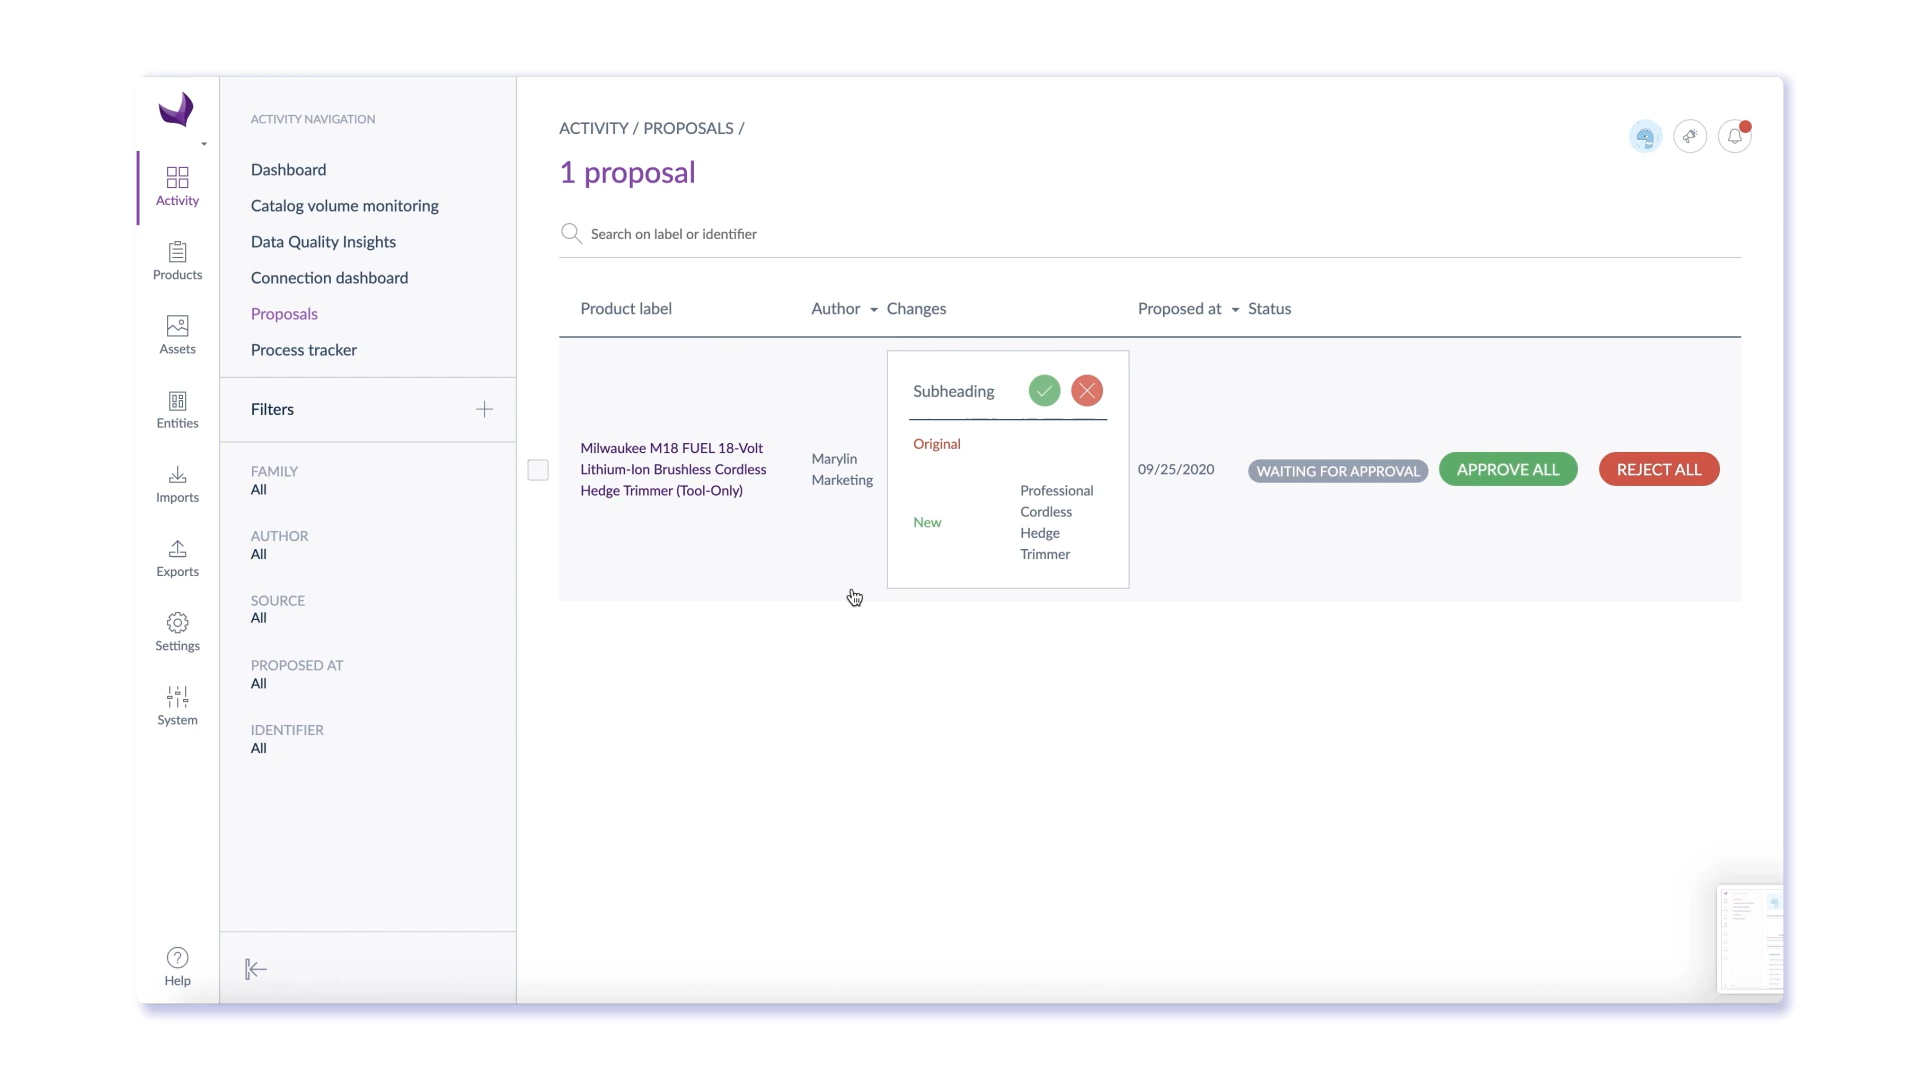 ACTIVITY NAVIGATION
Dashboard
Catalog volume monitoring
Data Quality Insights
Connection dashboard
Proposals
Process tracker
Filters
FAMILY
All
AUTHOR
All
SOURCE
All
PROPOSED AT
All
IDENTIFIER
All
Activity
Products
Assets
Entities
Imports
Exports
Settings
System
Help
ACTIVITY / PROPOSALS /
1 proposal
Search on label or identifier
Product label
Author
Changes
Proposed at
Status
Milwaukee M18 FUEL 18-Volt
Lithium-Ion Brushless Cordless
Hedge Trimmer (Tool-Only)
Marylin
Marketing
Subheading
Original
New
Professional
Cordless
Hedge
Trimmer
09/25/2020
WAITING FOR APPROVAL
APPROVE ALL
REJECT ALL